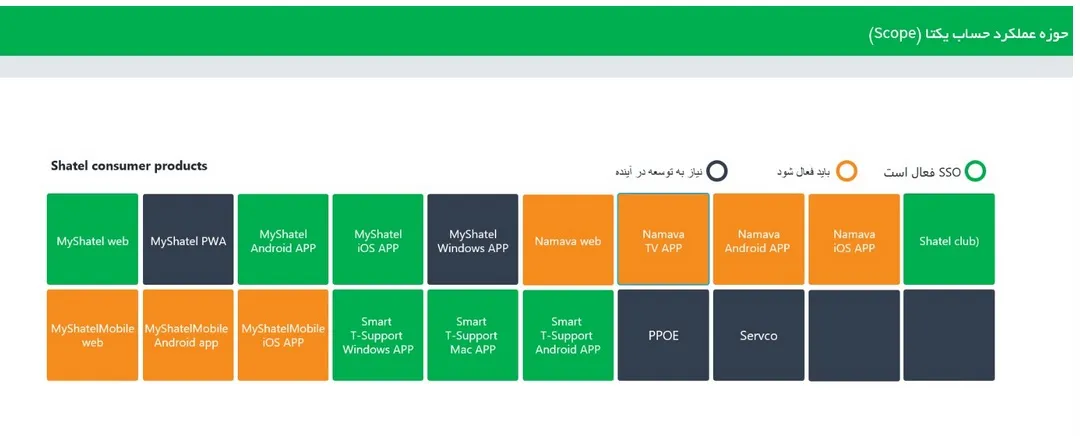 حوزه عملکرد حساب یکتا (Scope)
Shatel consumer products
SSO فعال است
باید فعال شود
نیاز به توسعه در آینده
MyShatel web
MyShatel PWA
MyShatel
Android APP
MyShatel
iOS APP
MyShatel
Windows APP
Namava web
Namava
TV APP
Namava
Android APP
Namava
iOS APP
Shatel club)
MyShatelMobile
web
MyShatelMobile
Android app
MyShatelMobile
iOS APP
Smart
T-Support
Windows APP
Smart
T-Support
Mac APP
Smart
T-Support
Android APP
PPOE
Servco